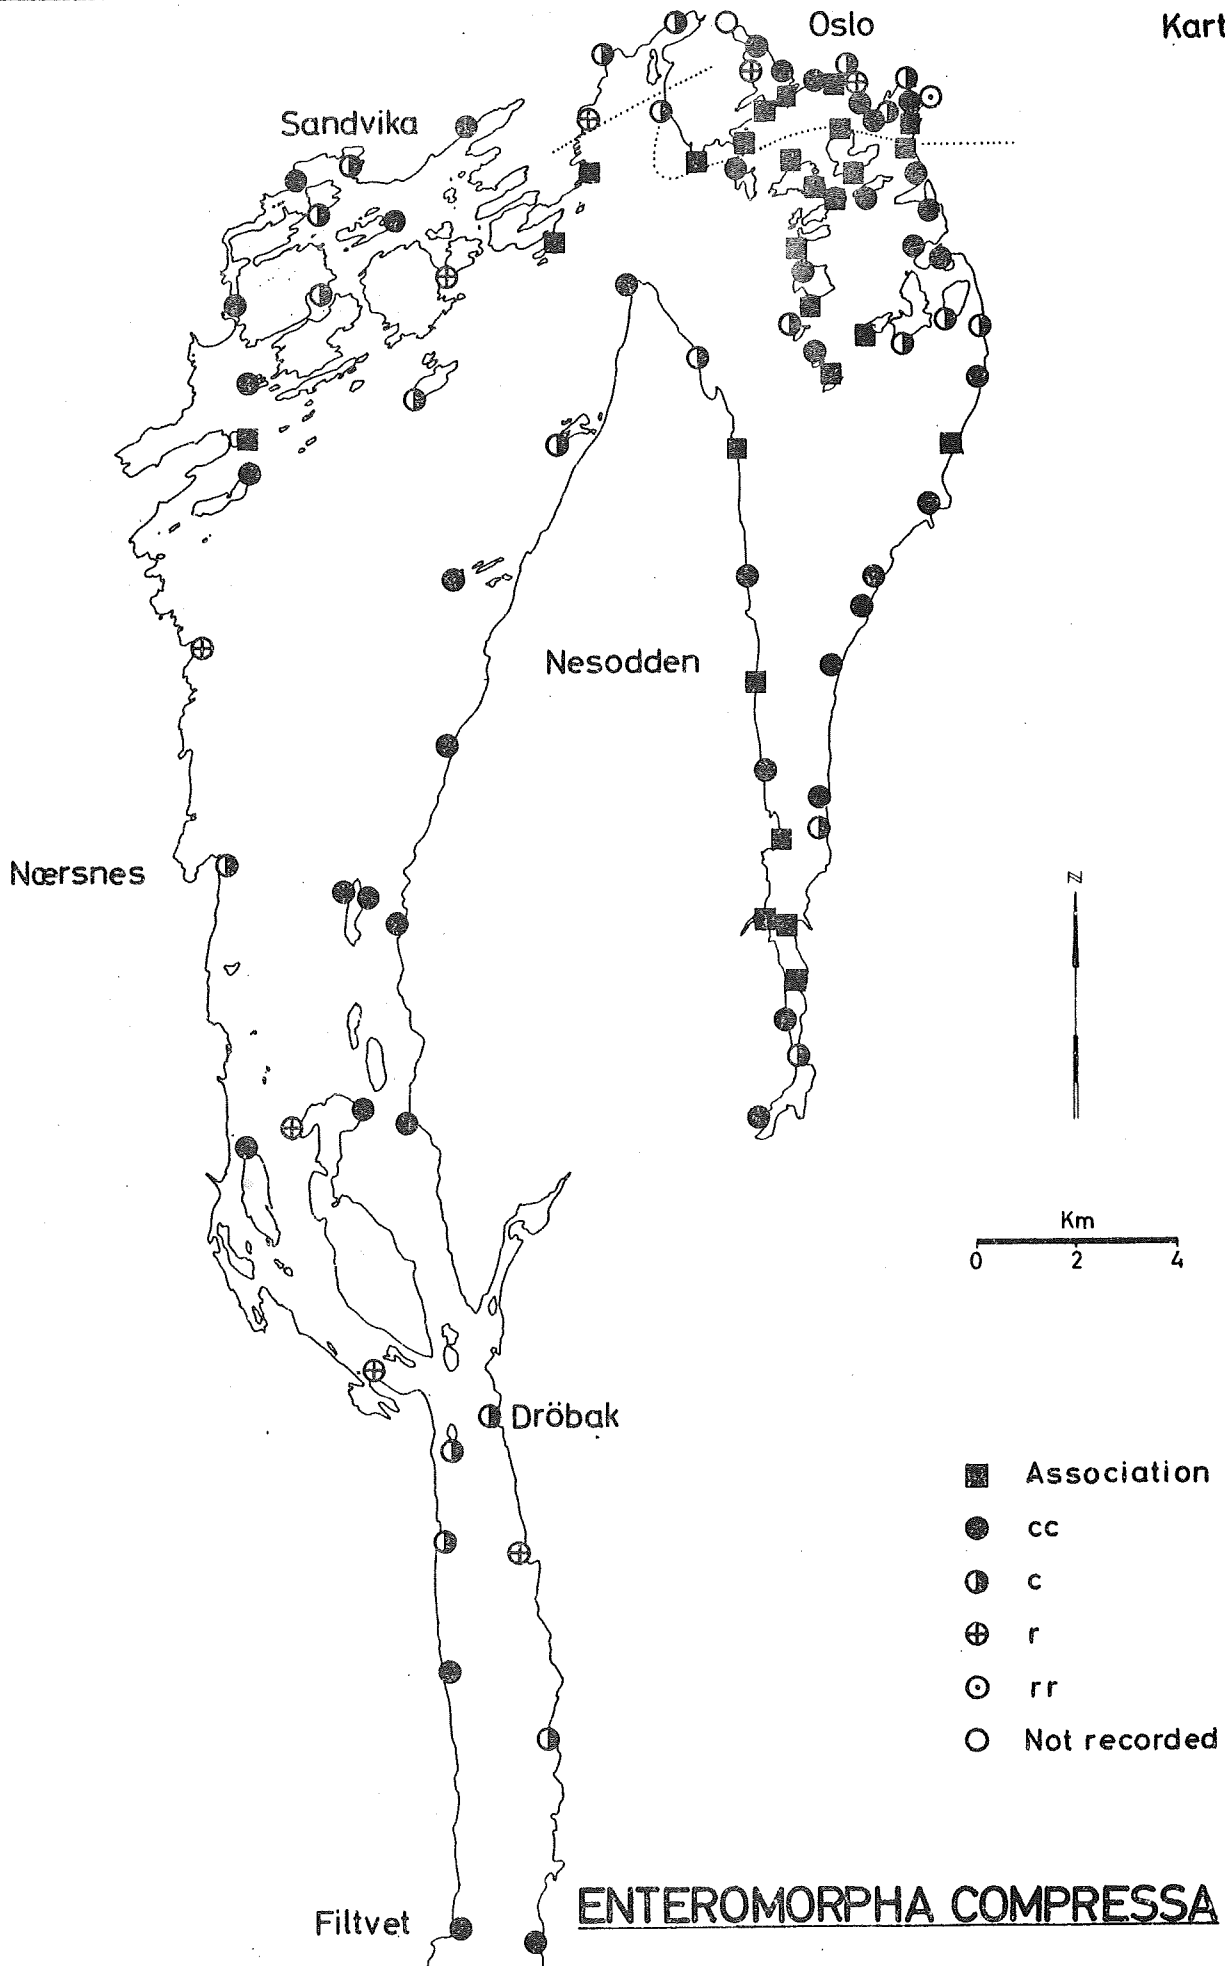 Oslo
Kart
Sandvika
Nesodden
Nærsnes
N
Km
0 2 4
Dröbak
Association
cc
c
r
rr
Not recorded
Filtvet
ENTEROMORPHA COMPRESSA